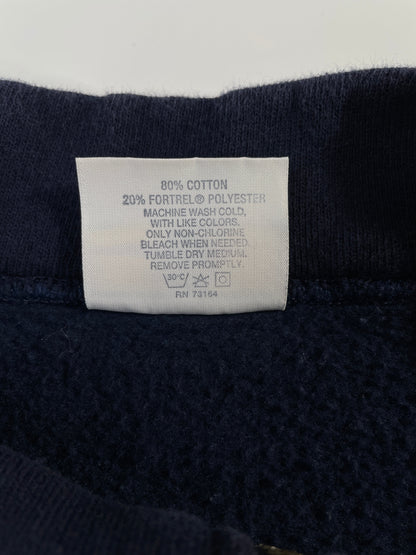 80% COTTON
20% FORTREL® POLYESTER
MACHINE WASH COLD,
WITH LIKE COLORS.
ONLY NON-CHLORINE
BLEACH WHEN NEEDED.
TUMBLE DRY MEDIUM.
REMOVE PROMPTLY.
30°C
RN 73164